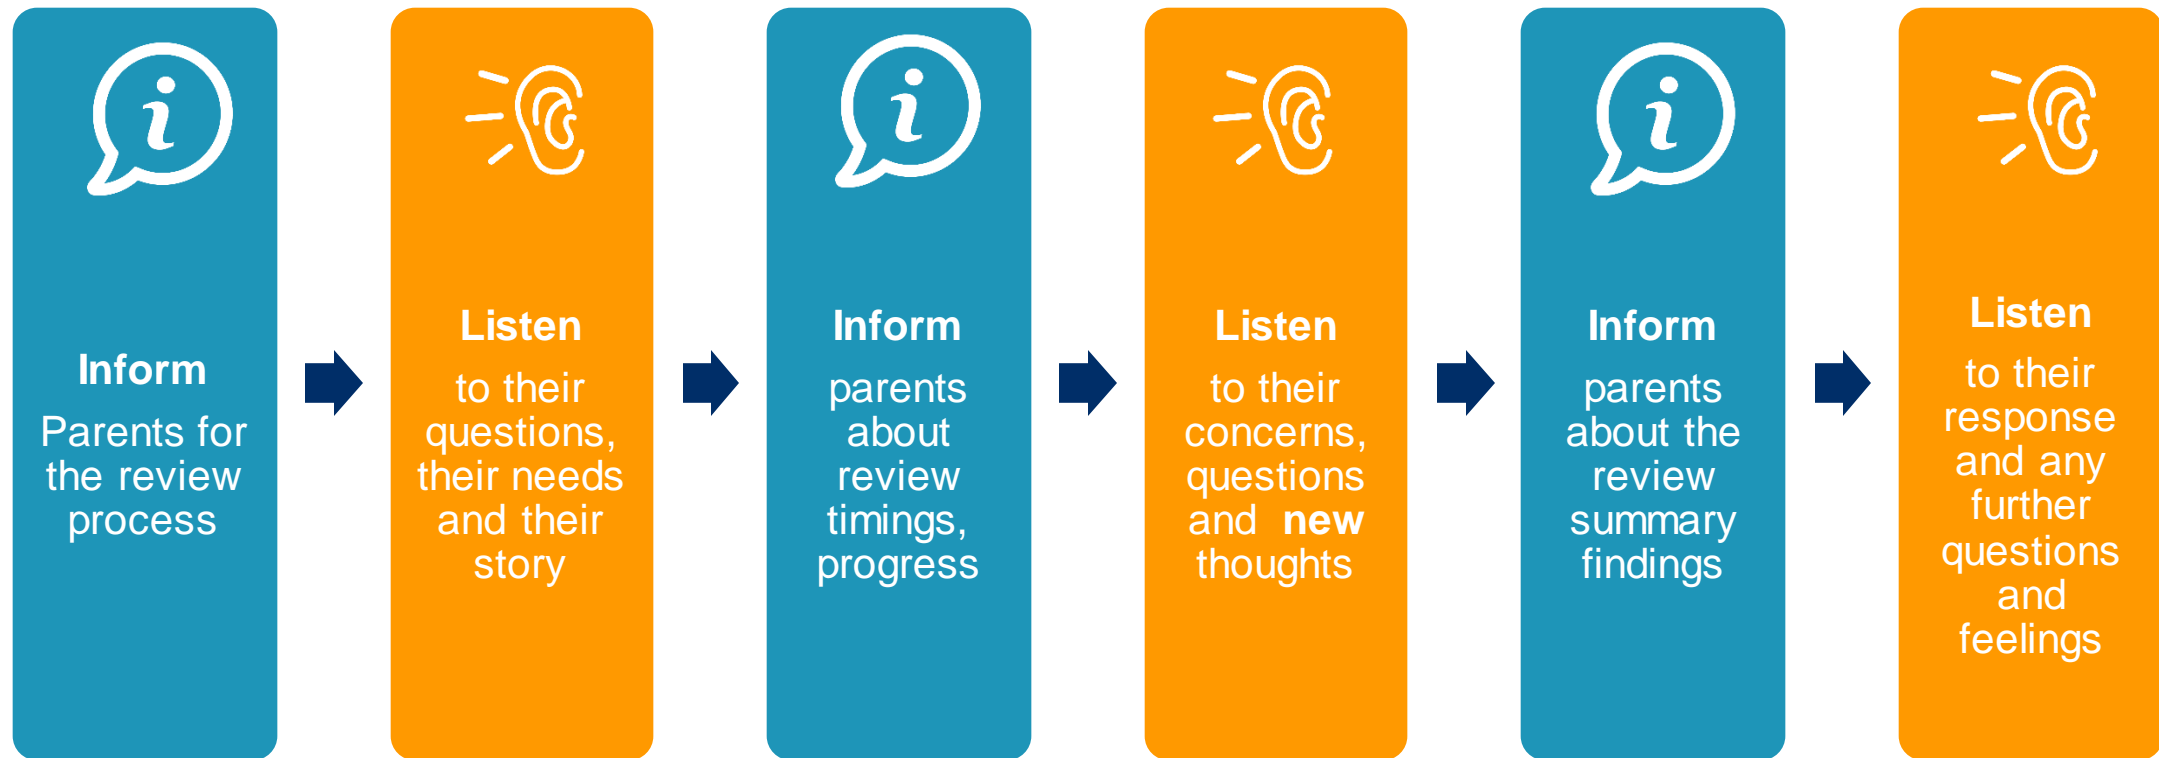 Inform
Parents for
the review
process
Listen
to their
questions,
their needs
and their
story
Inform
parents
about
review
timings,
progress
Listen
to their
concerns,
questions
and new
thoughts
Inform
parents
about the
review
summary
findings
Listen
to their
response
and any
further
questions
and
feelings